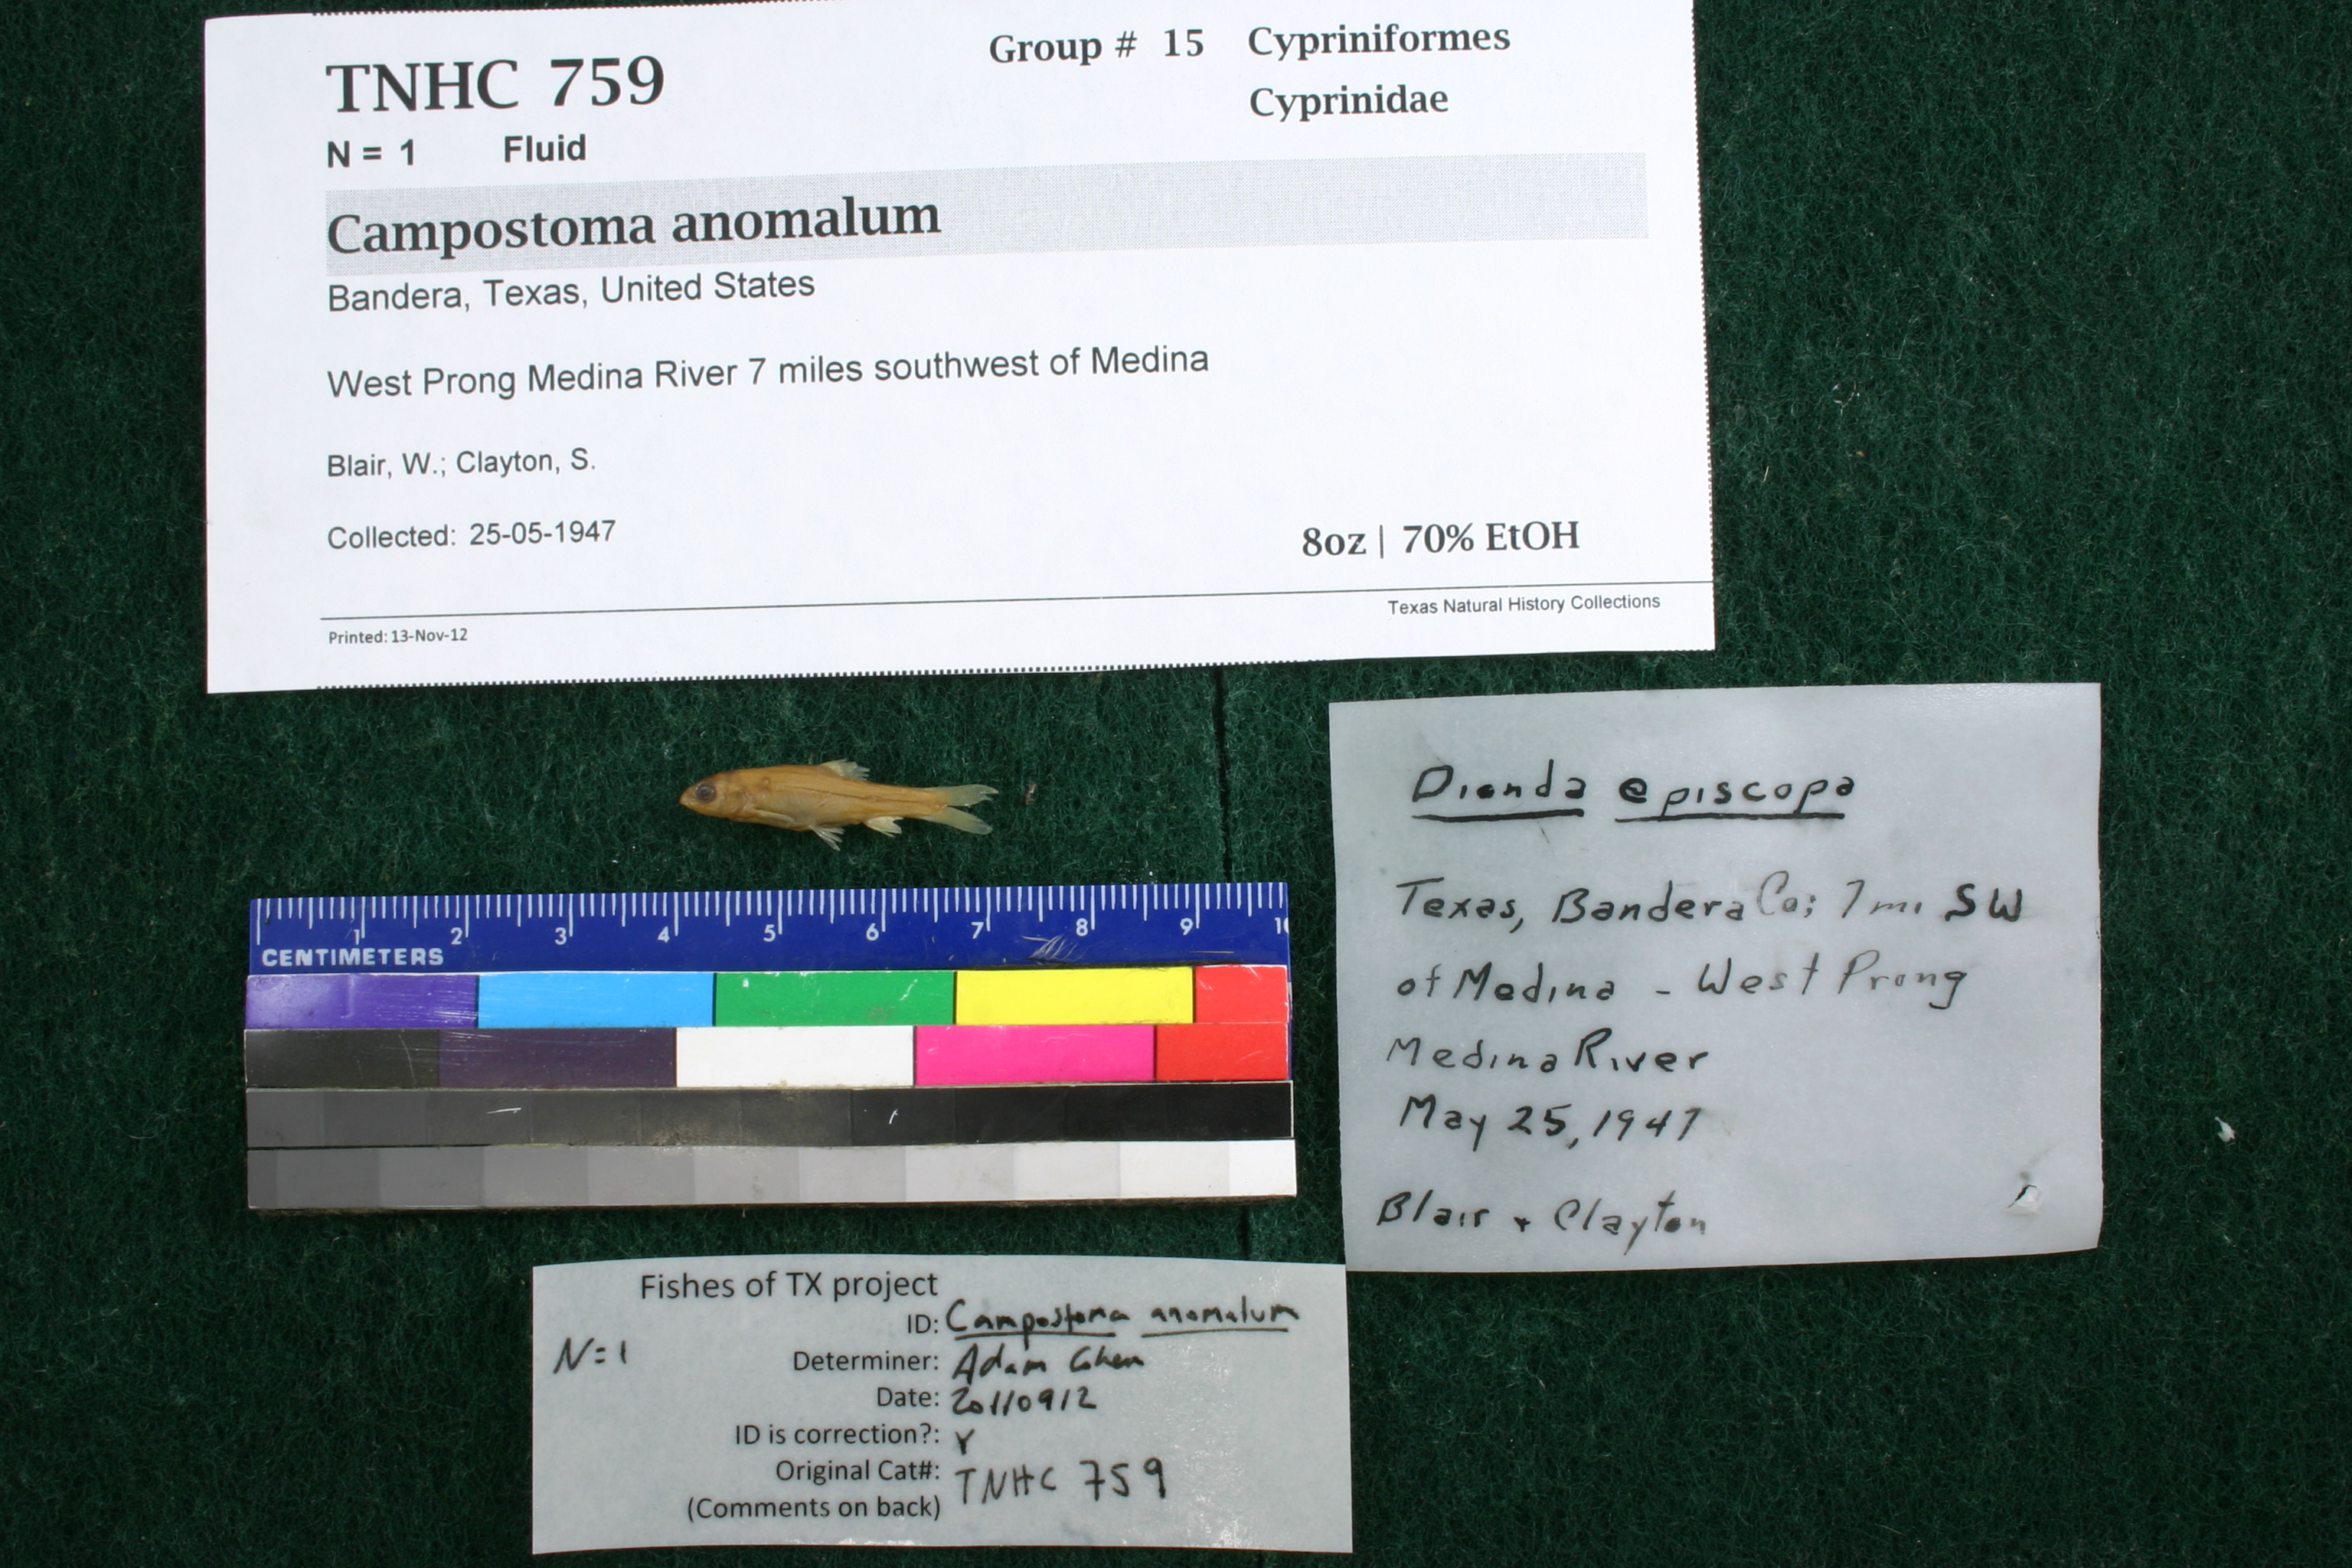 TNHC 759
Group # 15 Cypriniformes
Cyprinidae
N = 1 Fluid
Campostoma anomalum
Bandera, Texas, United States
West Prong Medina River 7 miles southwest of Medina
Blair, W.; Clayton, S.
Collected: 25-05-1947
8oz | 70% EtOH
Texas Natural History Collections
Printed: 13-Nov-12
Dionda episcopa
Texas, Bandera Co; 7 mi SW
of Medina - West Prong
Medina River
May 25, 1947
Blair + Clayton
1 2 3 4 5 6 7 8 9 10
CENTIMETERS
Fishes of TX project
ID: Campostoma anomalum
N=1
Determiner: Adam Cohen
Date: 20110912
ID is correction?: Y
Original Cat#: TNHC 759
(Comments on back)